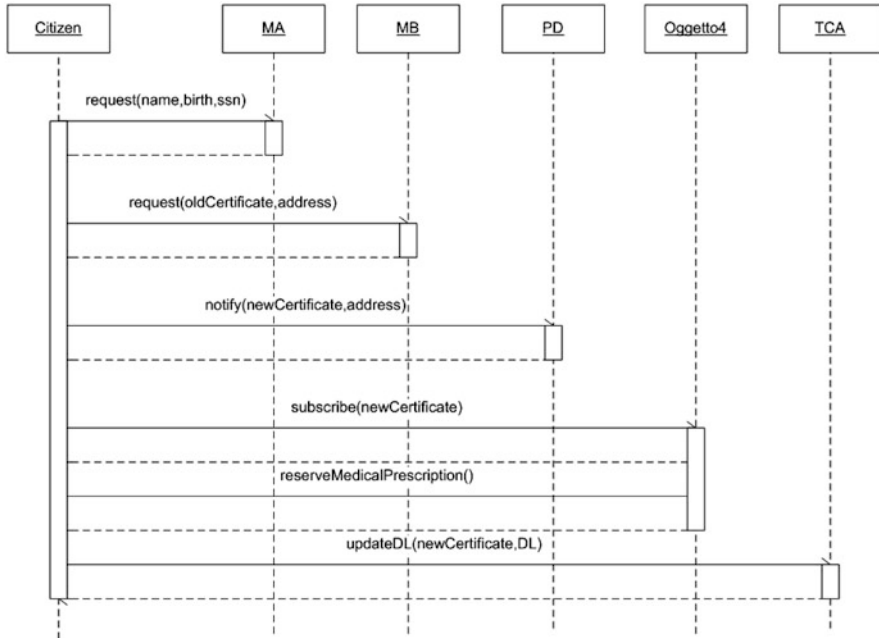 Citizen
MA
MB
PD
Oggetto4
TCA
request(name,birth,ssn)
request(oldCertificate,address)
notify(newCertificate,address)
subscribe(newCertificate)
reserveMedicalPrescription()
updateDL(newCertificate,DL)